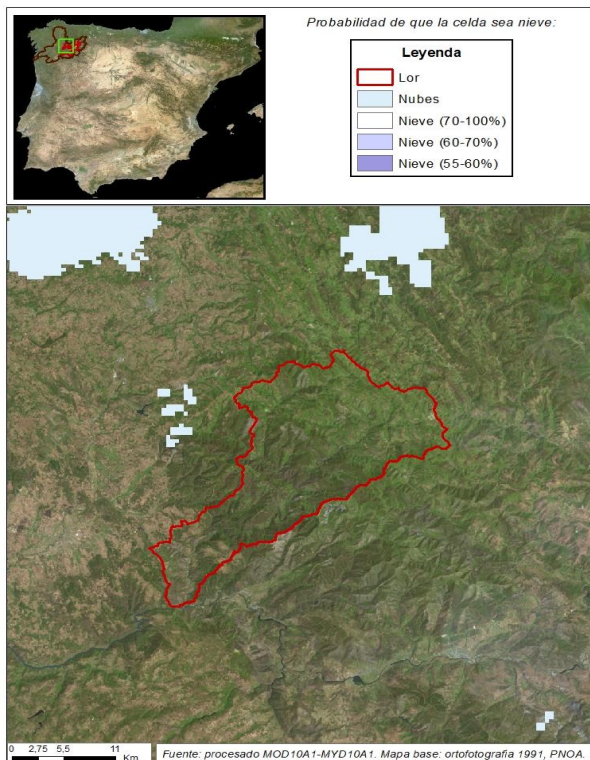 Probabilidad de que la celda sea nieve:
Leyenda
Lor
Nubes
Nieve (70-100%)
Nieve (60-70%)
Nieve (55-60%)
0 2,75 5,5 11
Km
Fuente: procesado MOD10A1-MYD10A1. Mapa base: ortofotografia 1991, PNOA.